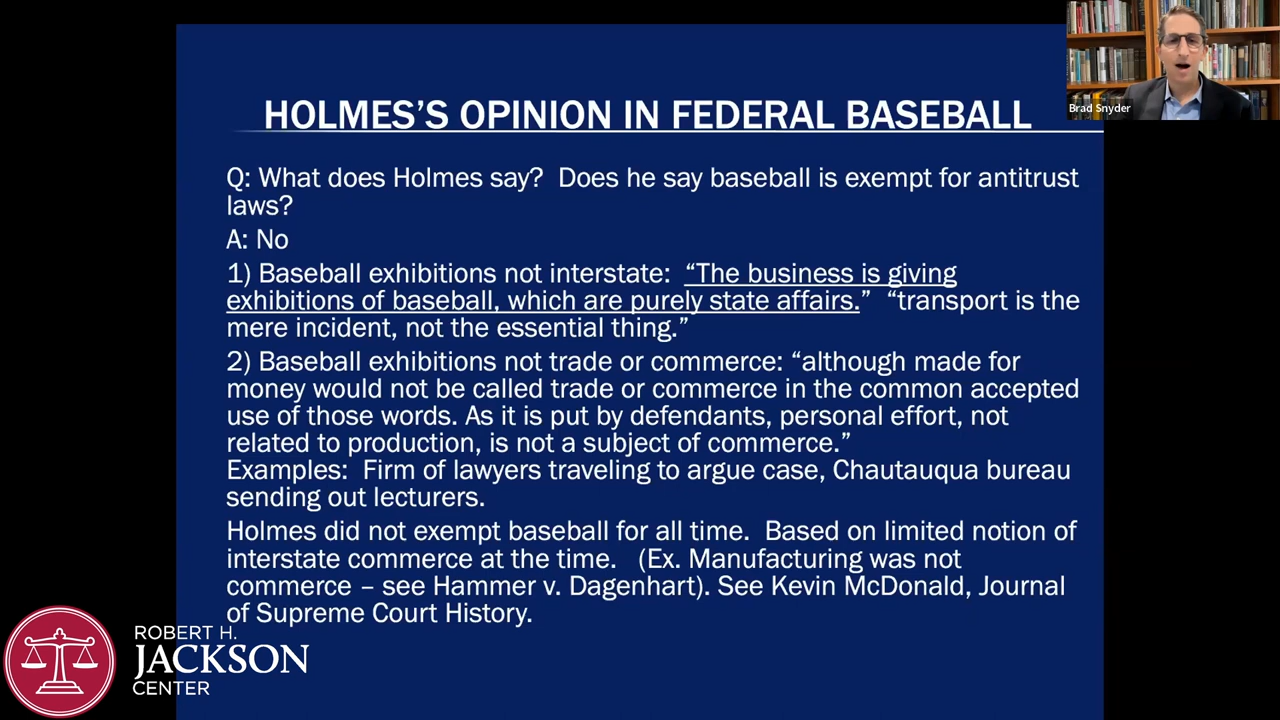 Brad Snyder
HOLMES'S OPINION IN FEDERAL BASEBALL
Q: What does Holmes say?  Does he say baseball is exempt for antitrust
laws?
A: No
1) Baseball exhibitions not interstate:  “The business is giving
exhibitions of baseball, which are purely state affairs.”  “transport is the
mere incident, not the essential thing.”
2) Baseball exhibitions not trade or commerce: “although made for
money would not be called trade or commerce in the common accepted
use of those words. As it is put by defendants, personal effort, not
related to production, is not a subject of commerce.”
Examples:  Firm of lawyers traveling to argue case, Chautauqua bureau
sending out lecturers.
Holmes did not exempt baseball for all time.  Based on limited notion of
interstate commerce at the time.   (Ex. Manufacturing was not
commerce – see Hammer v. Dagenhart). See Kevin McDonald, Journal
of Supreme Court History.
ROBERT H.
JACKSON
CENTER